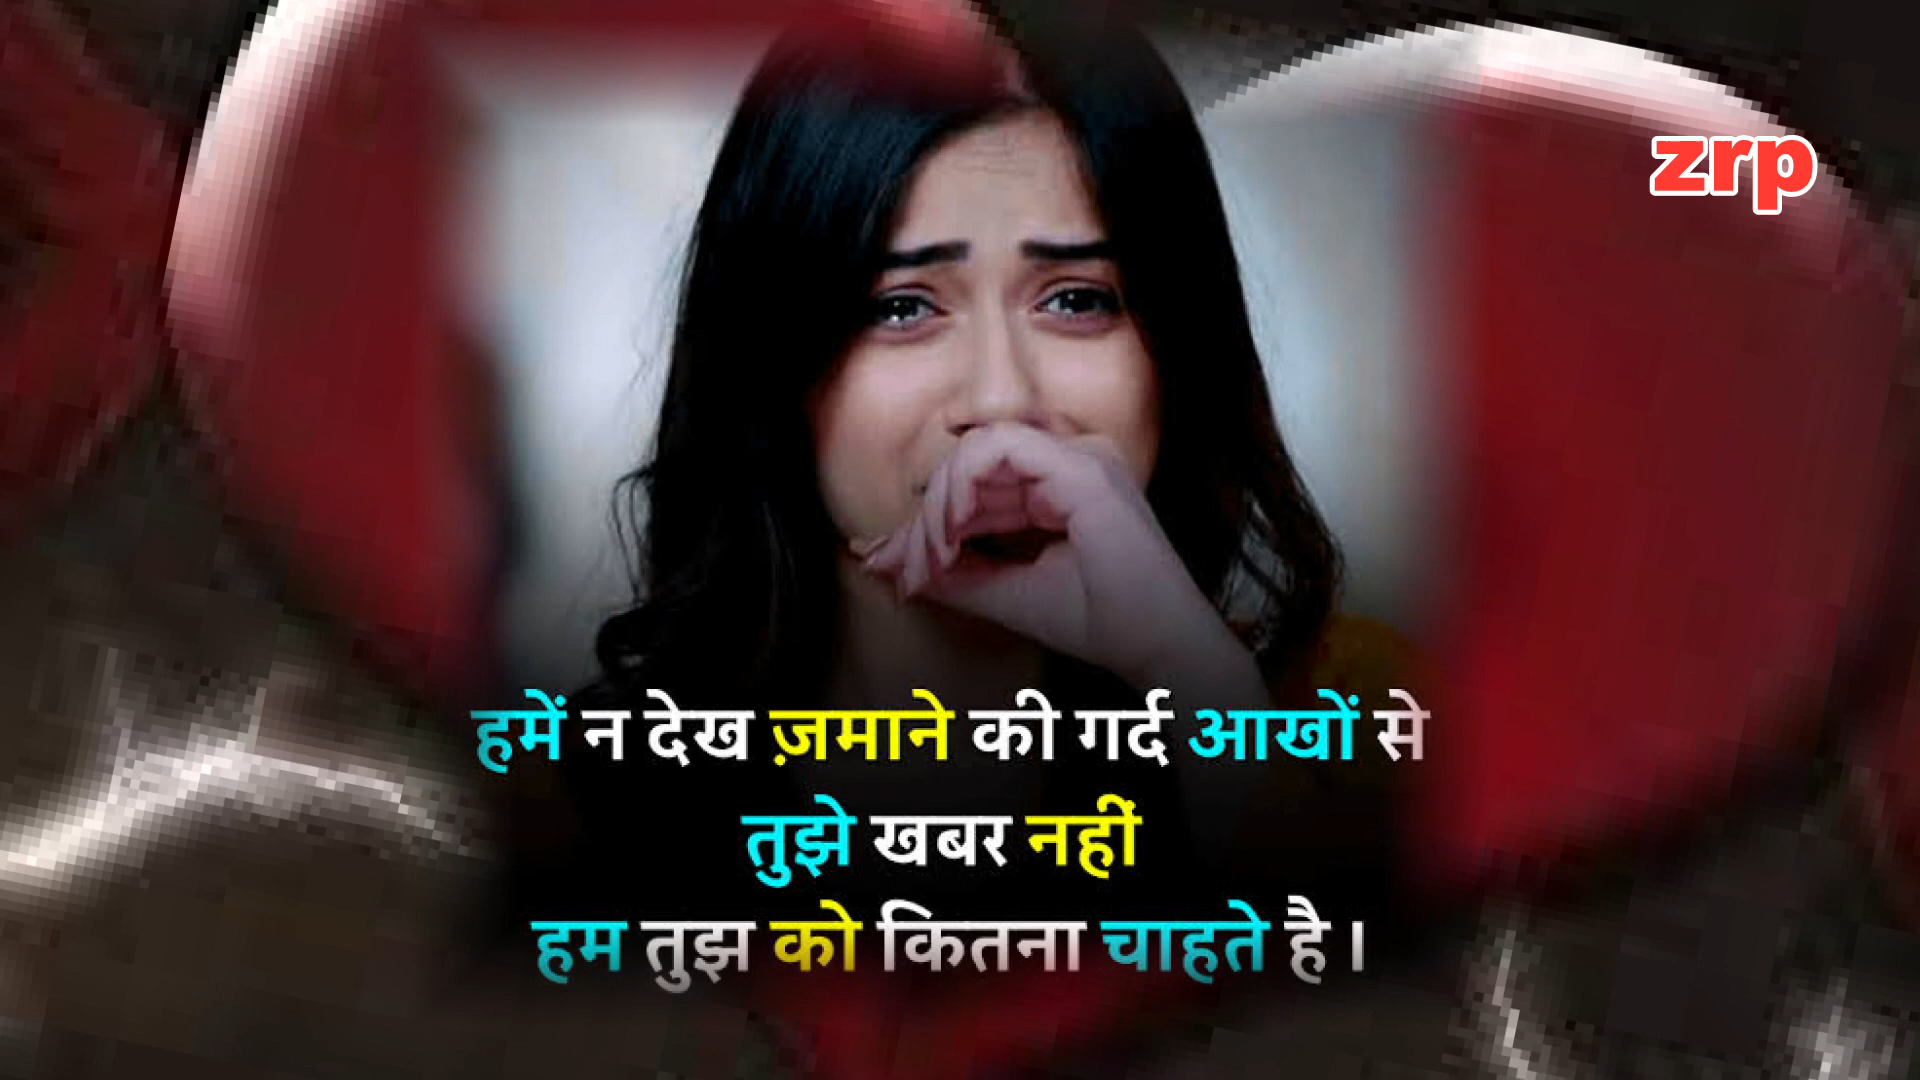 zrp
हमें न देख ज़माने की गर्द आखों से
तुझे खबर नहीं
हम तुझ को कितना चाहते है।